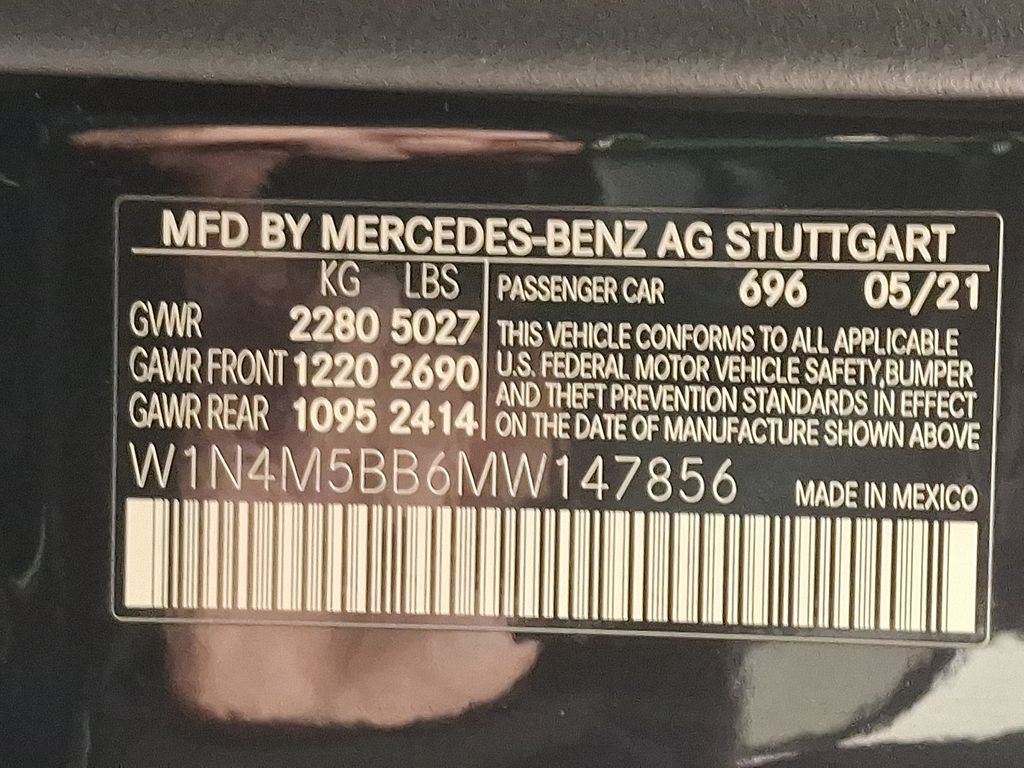 MFD BY MERCEDES-BENZ AG STUTTGART
KG LBS
GVWR 2280 5027
GAWR FRONT 1220 2690
GAWR REAR 1095 2414
PASSENGER CAR 696 05/21
THIS VEHICLE CONFORMS TO ALL APPLICABLE
U.S. FEDERAL MOTOR VEHICLE SAFETY,BUMPER
AND THEFT PREVENTION STANDARDS IN EFFECT
ON THE DATE OF MANUFACTURE SHOWN ABOVE
W1N4M5BB6MW147856 MADE IN MEXICO